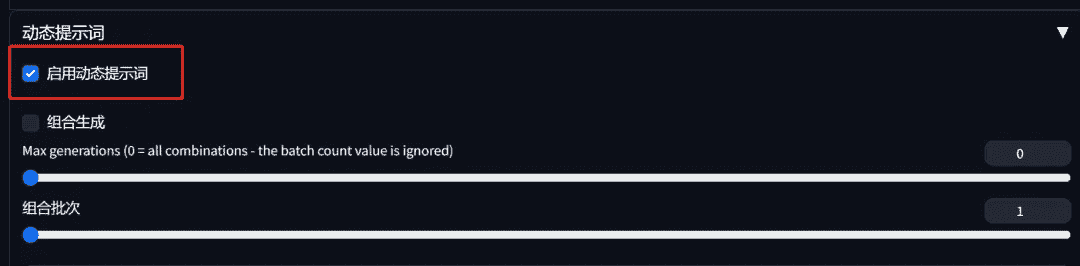 动态提示词 ▼
启用动态提示词
组合生成
Max generations (0 = all combinations - the batch count value is ignored) 0
组合批次 1